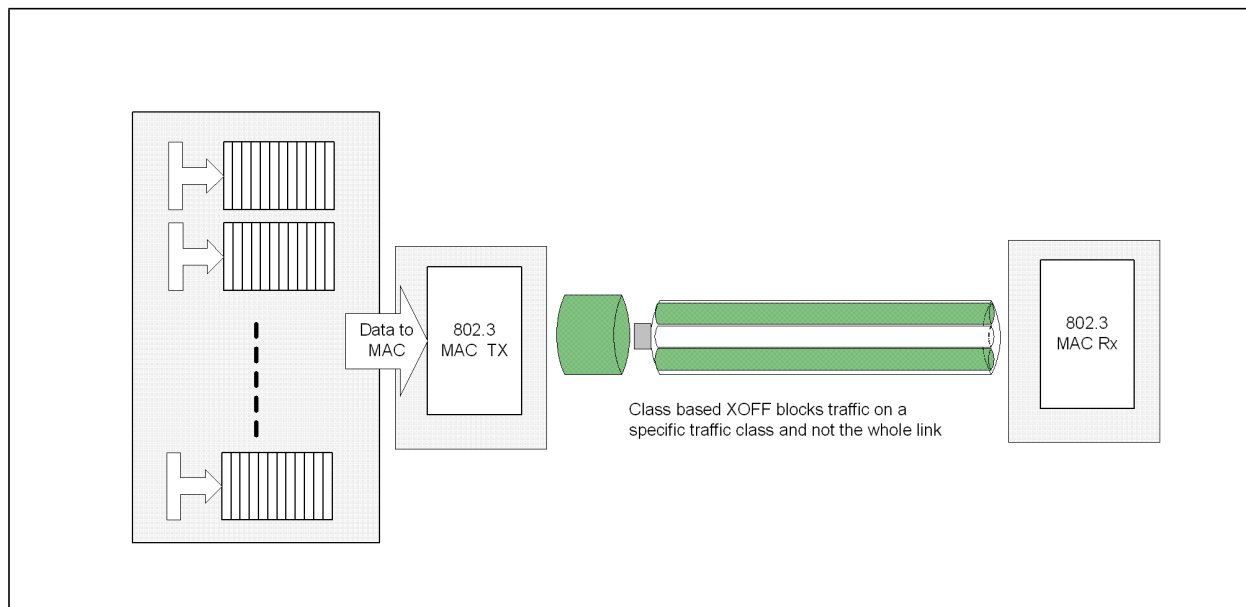 Data to
MAC
802.3
MAC TX
802.3
MAC Rx
Class based XOFF blocks traffic on a
specific traffic class and not the whole link